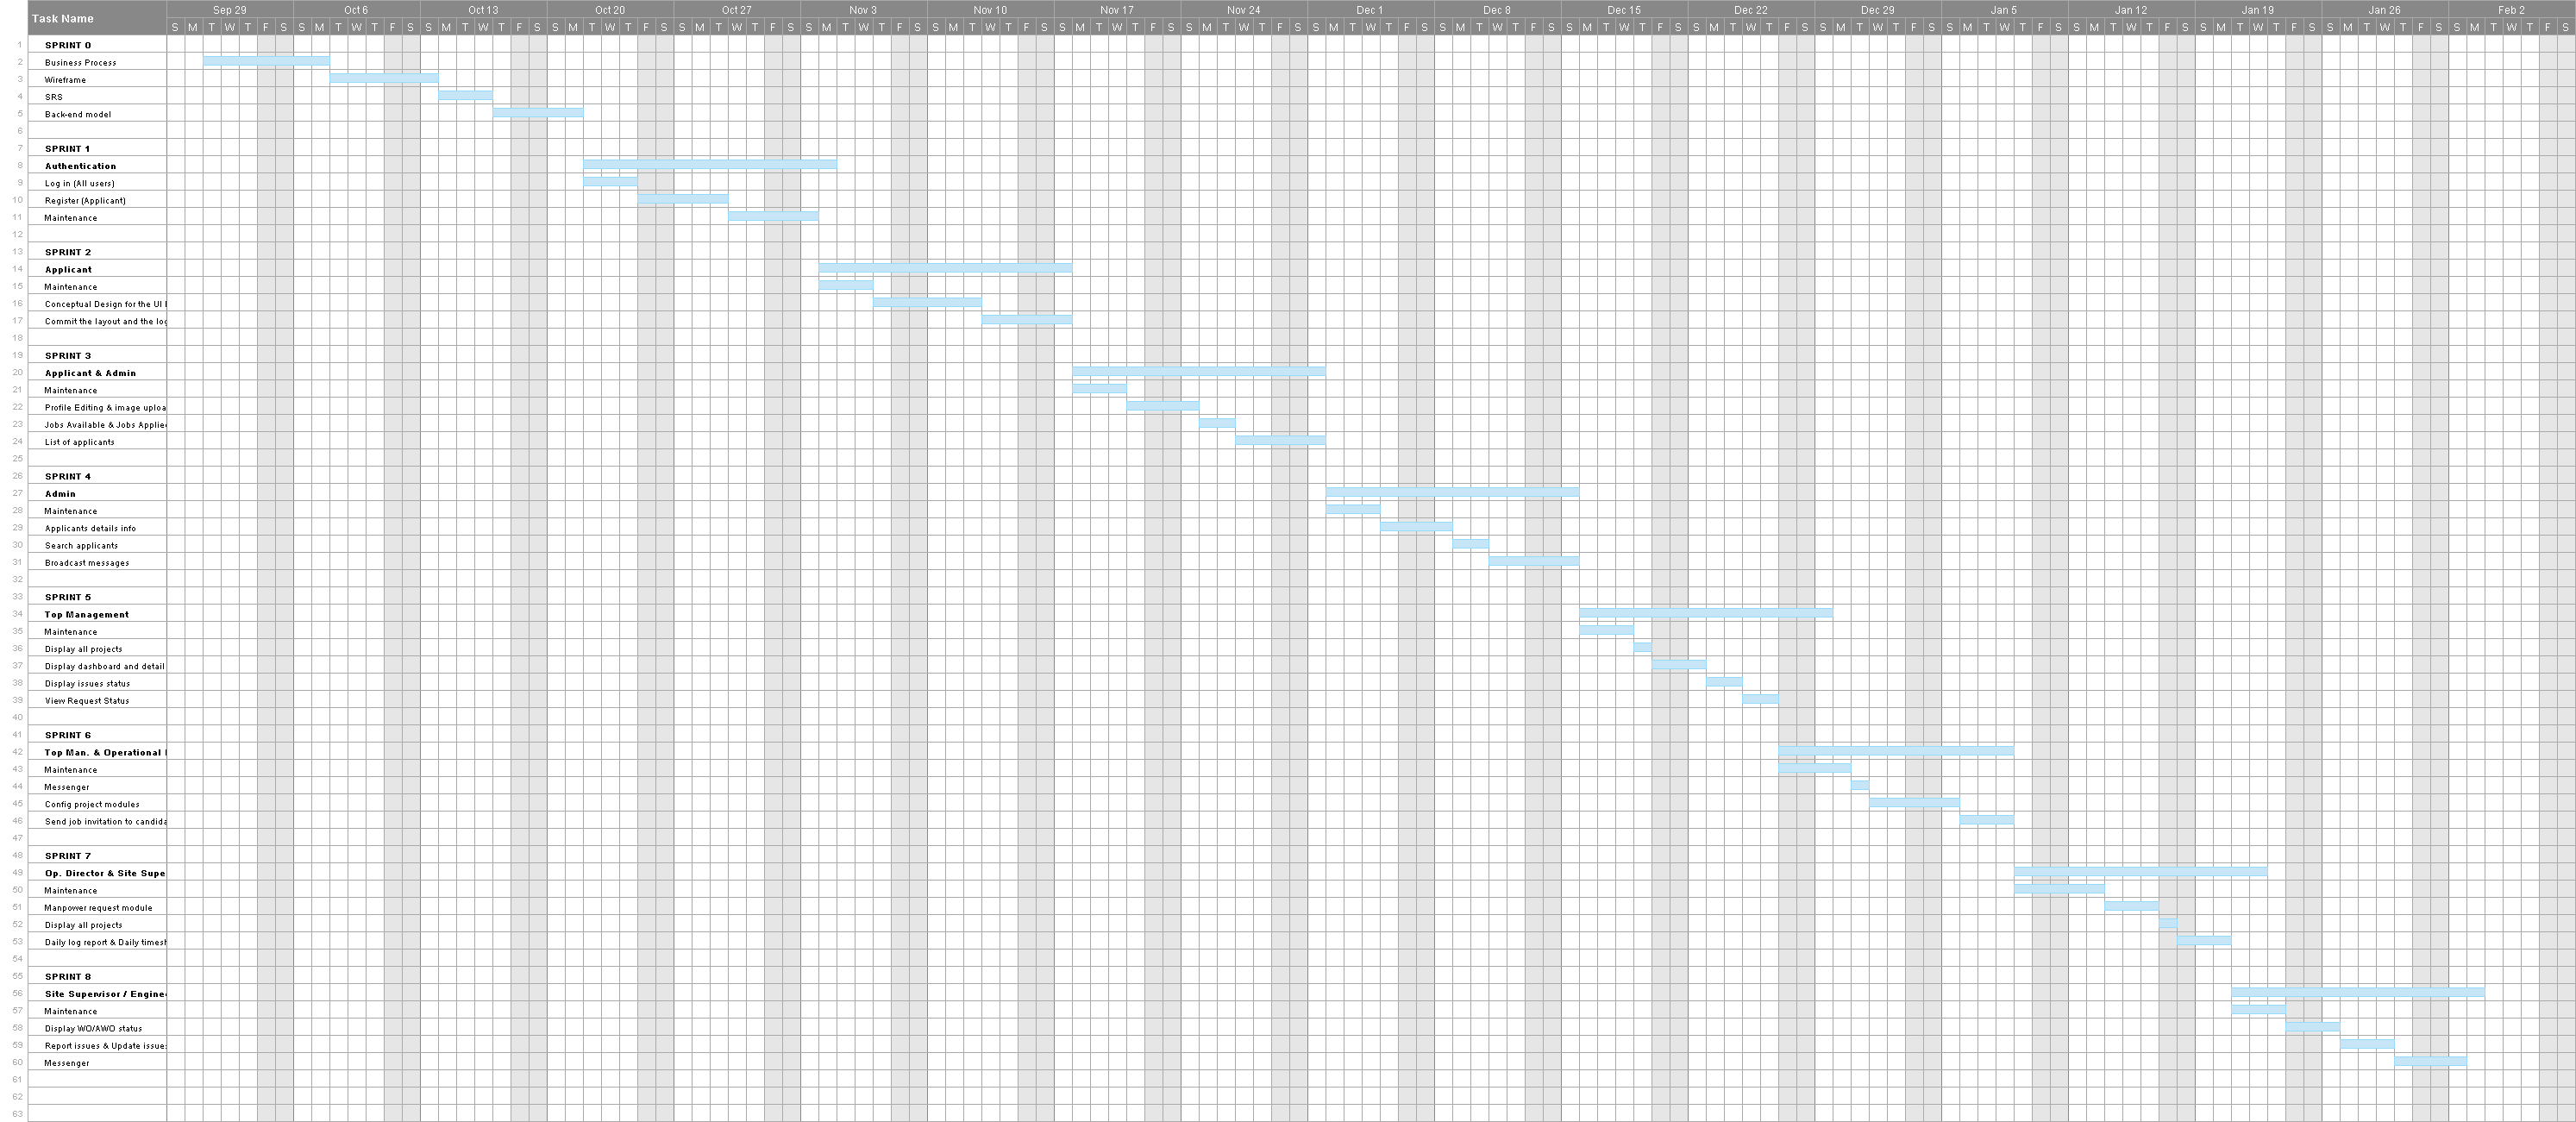 Task Name Sep 29 Oct 6 Oct 13 Oct 20 Oct 27 Nov 3 Nov 10 Nov 17 Nov 24 Dec 1 Dec 8 Dec 15 Dec 22 Dec 29 Jan 5 Jan 12 Jan 19 Jan 26 Feb 2
S M T W T F S S M T W T F S S M T W T F S S M T W T F S S M T W T F S S M T W T F S S M T W T F S S M T W T F S S M T W T F S S M T W T F S S M T W T F S S M T W T F S S M T W T F S S M T W T F S S M T W T F S S M T W T F S S M T W T F S S M T W T F S S M T W T F S
1 SPRINT 0
2 Business Process
3 Wireframe
4 SRS
5 Back-end model
6
7 SPRINT 1
8 Authentication
9 Log in (All users)
10 Register (Applicant)
11 Maintenance
12
13 SPRINT 2
14 Applicant
15 Maintenance
16 Conceptual Design for the UI
17 Commit the layout and the
18
19 SPRINT 3
20 Applicant & Admin
21 Maintenance
22 Profile Editing & image uploa
23 Jobs Available & Jobs Applie
24 List of applicants
25
26 SPRINT 4
27 Admin
28 Maintenance
29 Applicants details info
30 Search applicants
31 Broadcast messages
32
33 SPRINT 5
34 Top Management
35 Maintenance
36 Display all projects
37 Display dashboard and detail
38 Display issues status
39 View Request Status
40
41 SPRINT 6
42 Top Man. & Operational
43 Maintenance
44 Messenger
45 Config project modules
46 Send job invitation to candida
47
48 SPRINT 7
49 Op. Director & Site Supe
50 Maintenance
51 Manpower request module
52 Display all projects
53 Daily log report & Daily times
54
55 SPRINT 8
56 Site Supervisor / Engine
57 Maintenance
58 Display WO/AWO status
59 Report issues & Update issue
60 Messenger
61
62
63